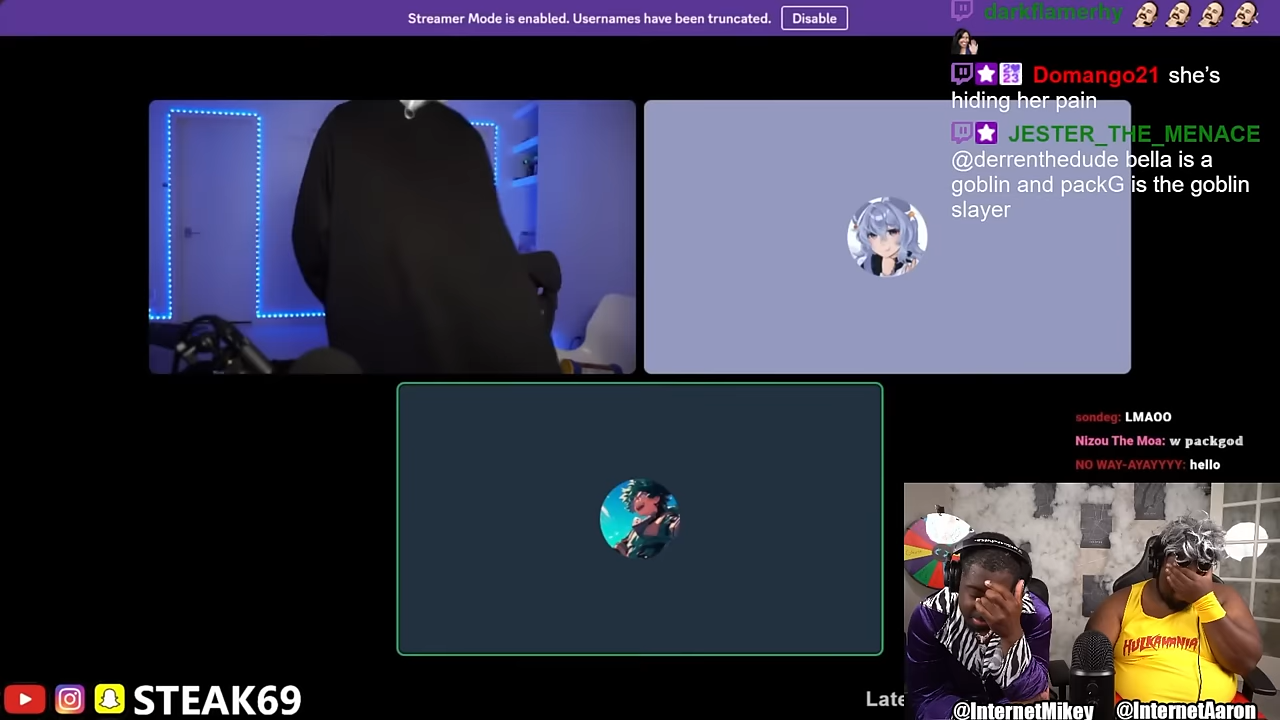 Streamer Mode is enabled. Usernames have been truncated.
Disable
darkflamerhy
Domango21 she's
hiding her pain
JESTER_THE_MENACE
@derrenthedude bella is a
goblin and packG is the goblin
slayer
sondeg: LMAOO
Nizou The Moa: w packgod
NO WAY-AYAYYYY: hello
HULKAMANIA
STEAK69
Late
@InternetMikey
@InternetAaron